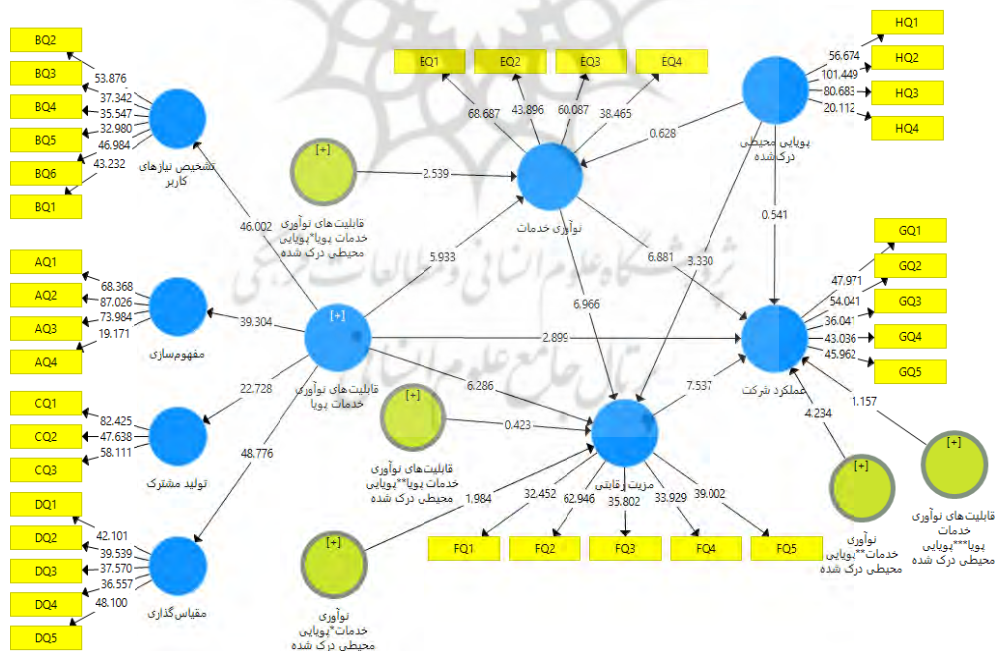 BQ2
BQ3
BQ4
BQ5
BQ6
BQ1
53.876
37.342
35.547
32.980
46.984
43.232
تشخیص نیازهای
کاربر
AQ1
AQ2
AQ3
AQ4
68.368
87.026
73.984
19.171
مفهوم‌سازی
CQ1
CQ2
CQ3
82.425
47.638
58.111
تولید مشترک
DQ1
DQ2
DQ3
DQ4
DQ5
42.101
39.539
37.570
36.557
48.100
مقیاس‌گذاری
46.002
39.304
22.728
48.776
[+]
قابلیت‌های نوآوری
خدمات پویا
[+]
قابلیت‌های نوآوری
خدمات پویا*پویایی
محیطی درک شده
2.539
5.933
EQ1
EQ2
EQ3
EQ4
68.687
43.896
60.087
38.465
نوآوری خدمات
0.628
6.881
6.966
3.330
0.541
2.899
6.286
7.537
HQ1
HQ2
HQ3
HQ4
56.674
101.449
80.683
20.112
پویایی محیطی
درک شده
GQ1
GQ2
GQ3
GQ4
GQ5
47.971
54.041
36.041
43.036
45.962
عملکرد شرکت
[+]
قابلیت‌های نوآوری
خدمات پویا**پویایی
محیطی درک شده
0.423
[+]
نوآوری
خدمات*پویایی
محیطی درک شده
1.984
مزیت رقابتی
32.452
62.946
35.802
33.929
39.002
FQ1
FQ2
FQ3
FQ4
FQ5
4.234
[+]
نوآوری
خدمات**پویایی
محیطی درک شده
1.157
[+]
قابلیت‌های نوآوری
خدمات
پویا***پویایی
محیطی درک شده
پژوهشگاه علوم انسانی و مطالعات فرهنگی
پرتال جامع علوم انسانی